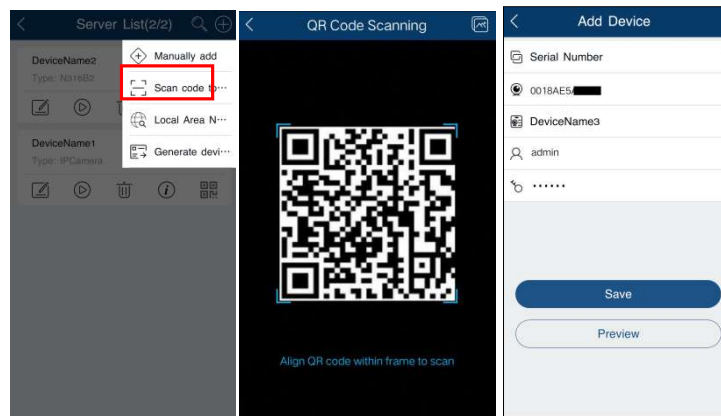 Server List(2/2)
DeviceName2
Type: N316B2
Manually add
Scan code to···
Local Area N···
Generate devi···
DeviceName1
Type: IPCamera
QR Code Scanning
Align QR code within frame to scan
Add Device
Serial Number
0018AE5
DeviceName3
admin
······
Save
Preview